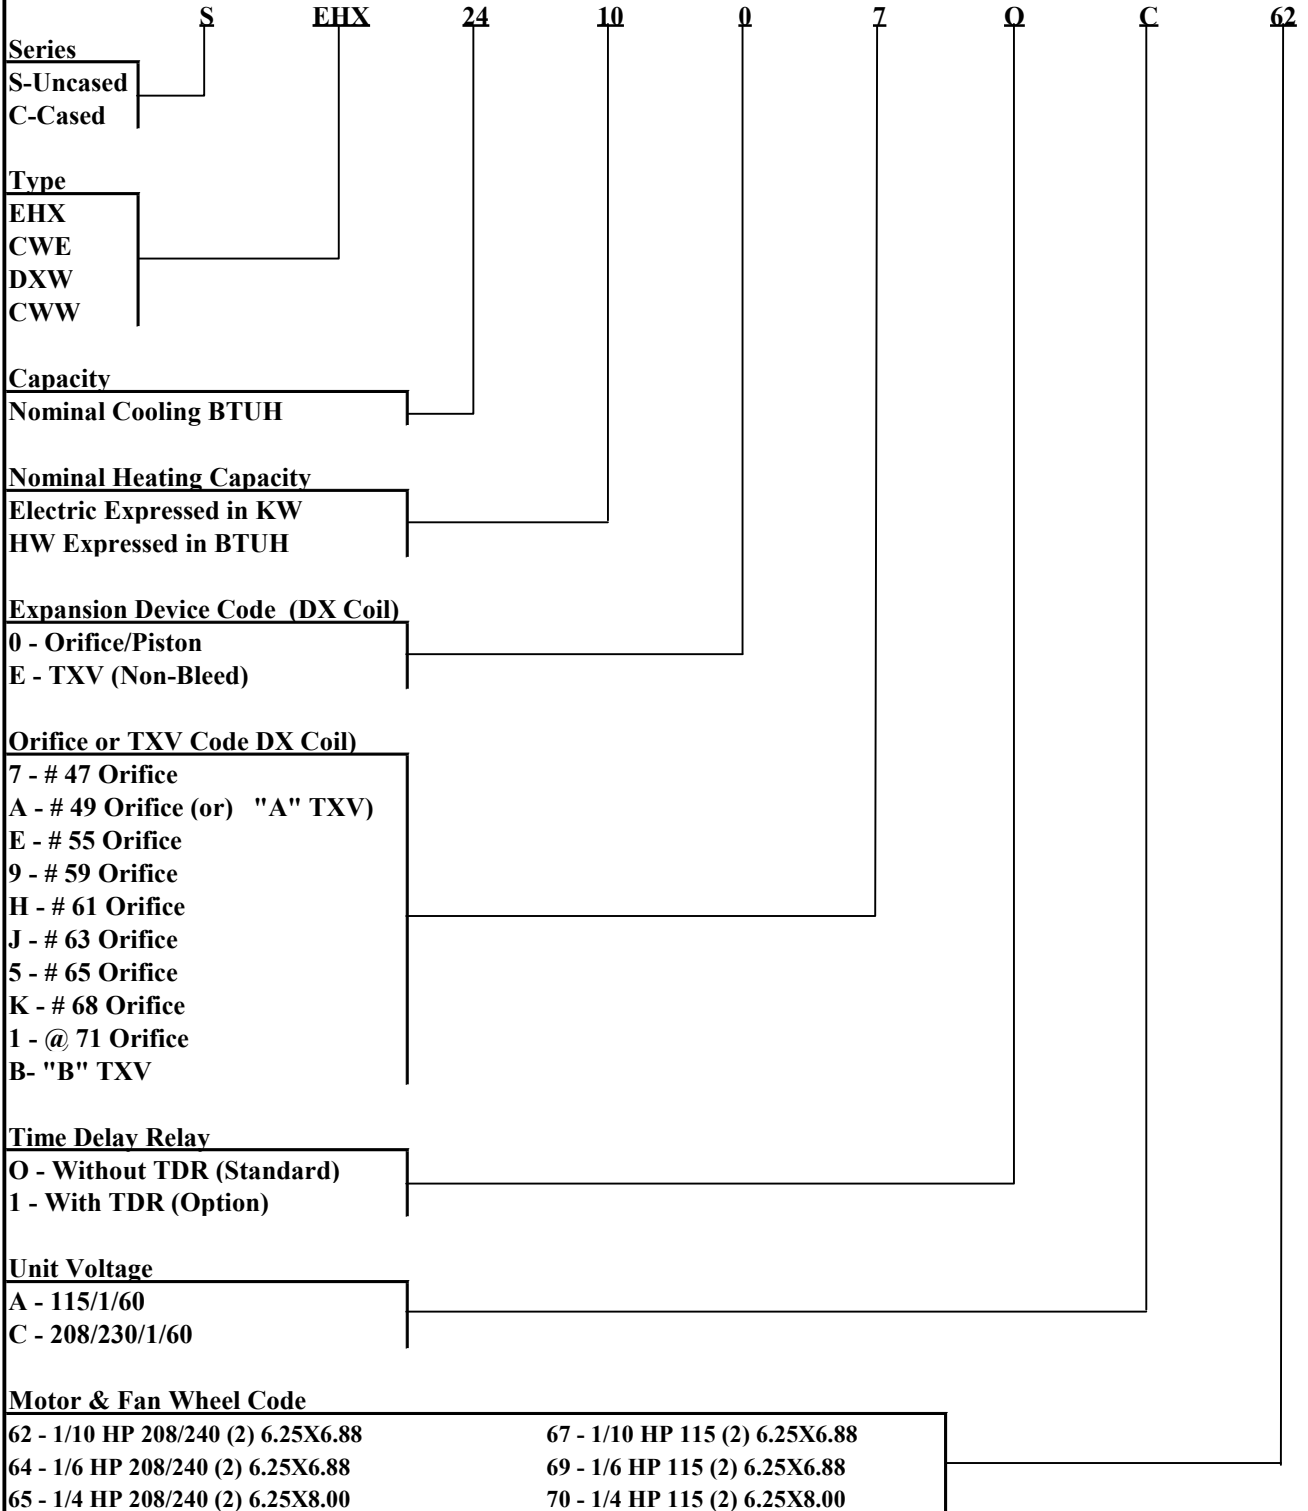 S EHX 24 10 0 7 O C 62
Series
S-Uncased
C-Cased
Type
EHX
CWE
DXW
CWW
Capacity
Nominal Cooling BTUH
Nominal Heating Capacity
Electric Expressed in KW
HW Expressed in BTUH
Expansion Device Code (DX Coil)
0 - Orifice/Piston
E - TXV (Non-Bleed)
Orifice or TXV Code DX Coil)
7 - # 47 Orifice
A - # 49 Orifice (or) "A" TXV)
E - # 55 Orifice
9 - # 59 Orifice
H - # 61 Orifice
J - # 63 Orifice
5 - # 65 Orifice
K - # 68 Orifice
1 - @ 71 Orifice
B- "B" TXV
Time Delay Relay
O - Without TDR (Standard)
1 - With TDR (Option)
Unit Voltage
A - 115/1/60
C - 208/230/1/60
Motor & Fan Wheel Code
62 - 1/10 HP 208/240 (2) 6.25X6.88 67 - 1/10 HP 115 (2) 6.25X6.88
64 - 1/6 HP 208/240 (2) 6.25X6.88 69 - 1/6 HP 115 (2) 6.25X6.88
65 - 1/4 HP 208/240 (2) 6.25X8.00 70 - 1/4 HP 115 (2) 6.25X8.00